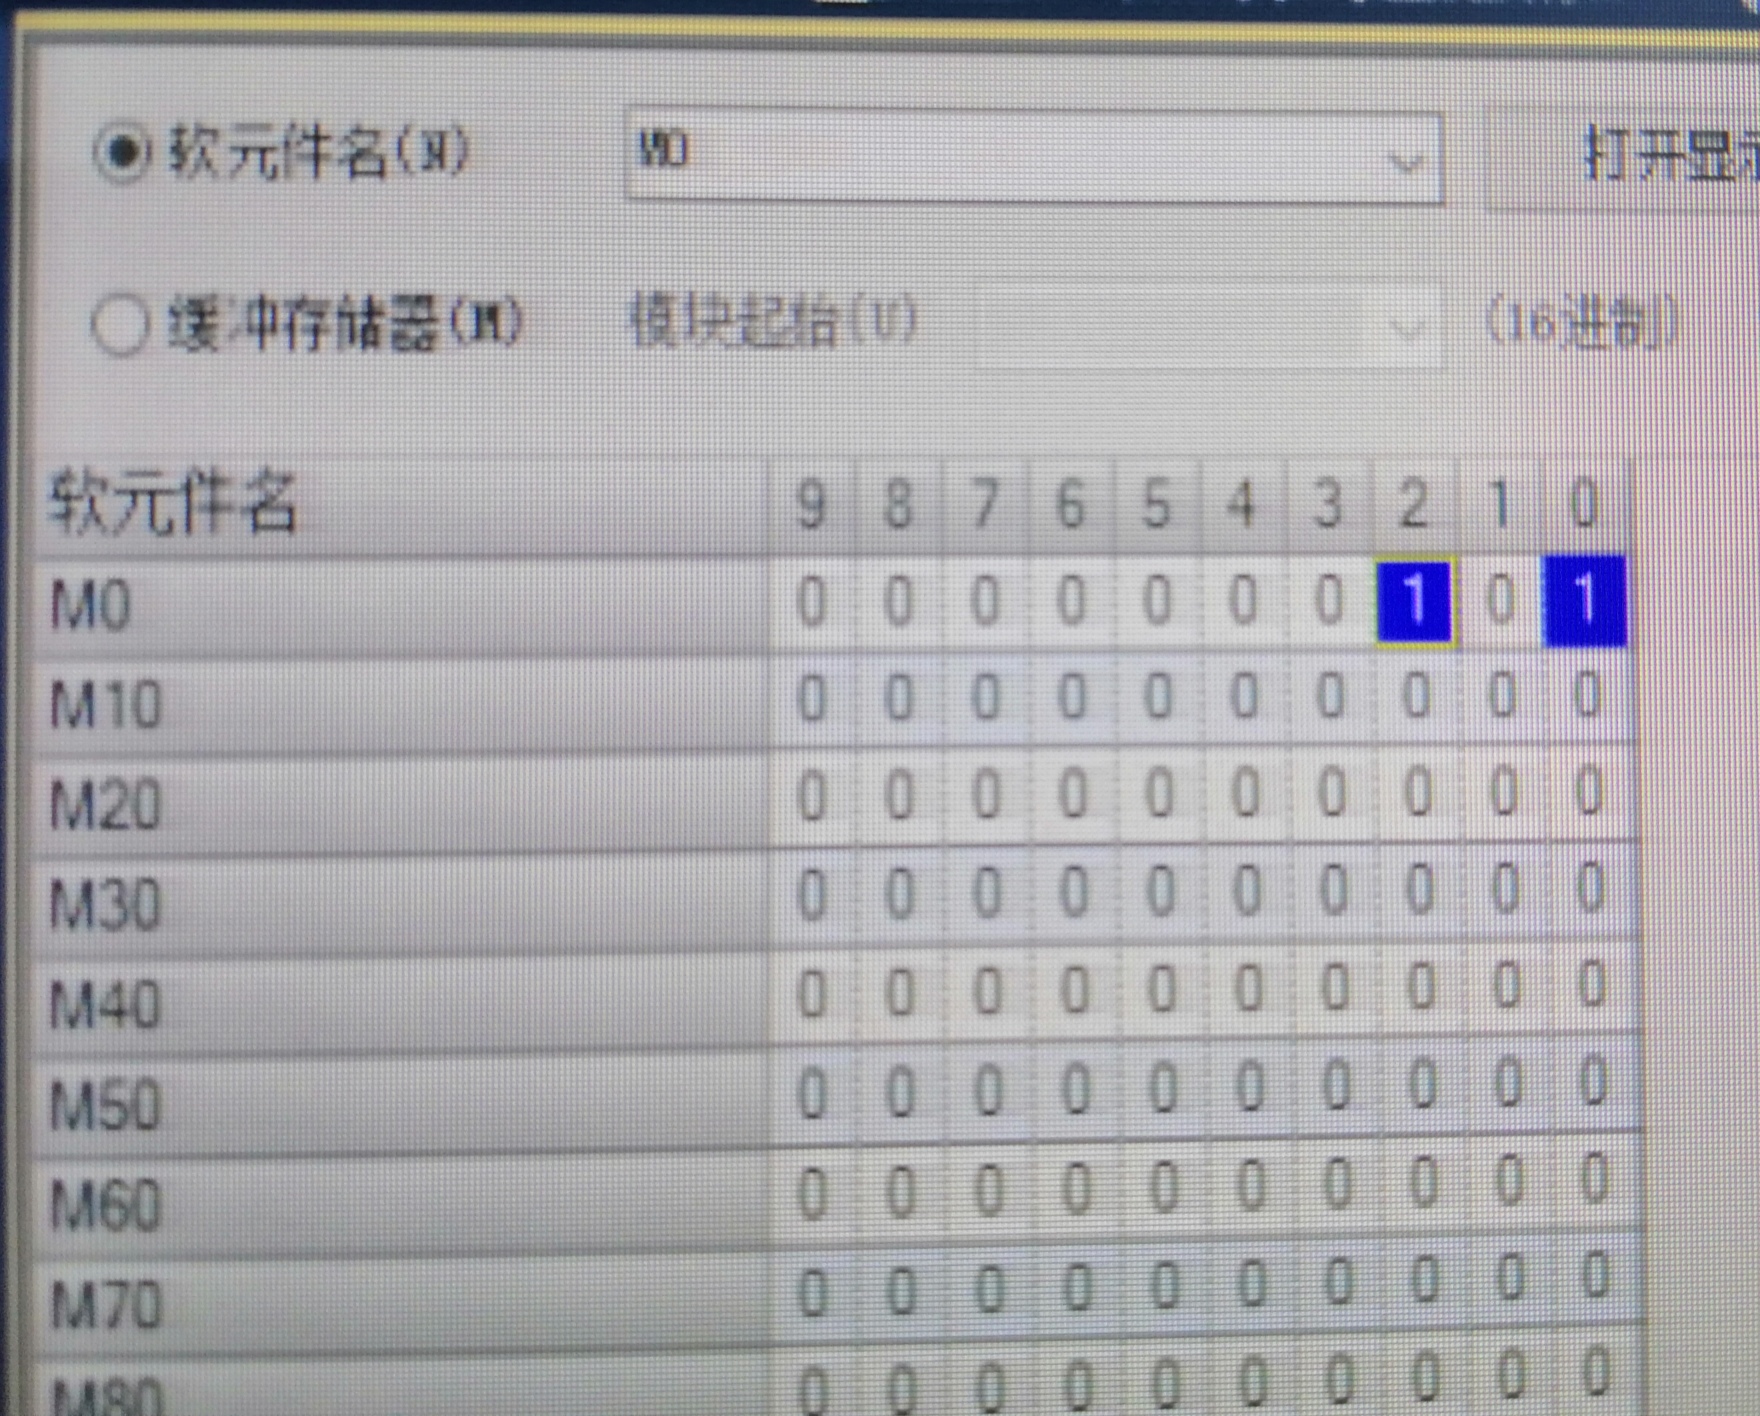 软元件名(N) M0 打开显示
缓冲存储器(M) 模块起始(U) (16进制)
软元件名 9 8 7 6 5 4 3 2 1 0
M0 0 0 0 0 0 0 0 1 0 1
M10 0 0 0 0 0 0 0 0 0 0
M20 0 0 0 0 0 0 0 0 0 0
M30 0 0 0 0 0 0 0 0 0 0
M40 0 0 0 0 0 0 0 0 0 0
M50 0 0 0 0 0 0 0 0 0 0
M60 0 0 0 0 0 0 0 0 0 0
M70 0 0 0 0 0 0 0 0 0 0
M80 0 0 0 0 0 0 0 0 0 0